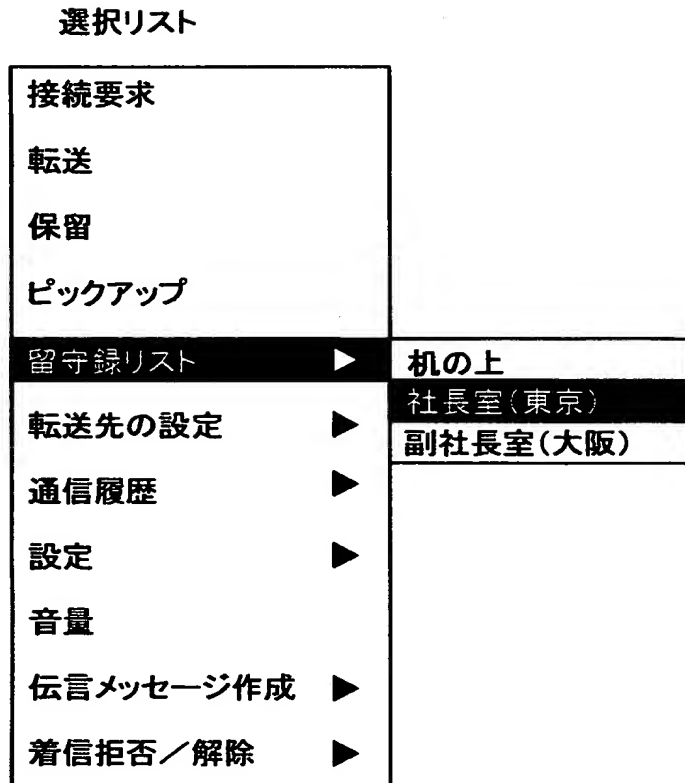 選択リスト
接続要求
転送
保留
ピックアップ
留守録リスト ▶
机の上
社長室(東京)
副社長室(大阪)
転送先の設定 ▶
通信履歴 ▶
設定 ▶
音量
伝言メッセージ作成 ▶
着信拒否／解除 ▶